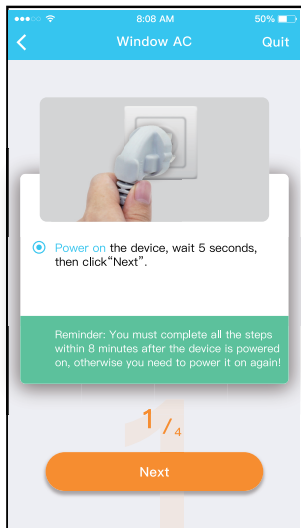 8:08 AM
50%
Window AC
Quit
Power on the device, wait 5 seconds,
then click“Next”.
Reminder: You must complete all the steps
within 8 minutes after the device is powered
on, otherwise you need to power it on again!
1/4
Next